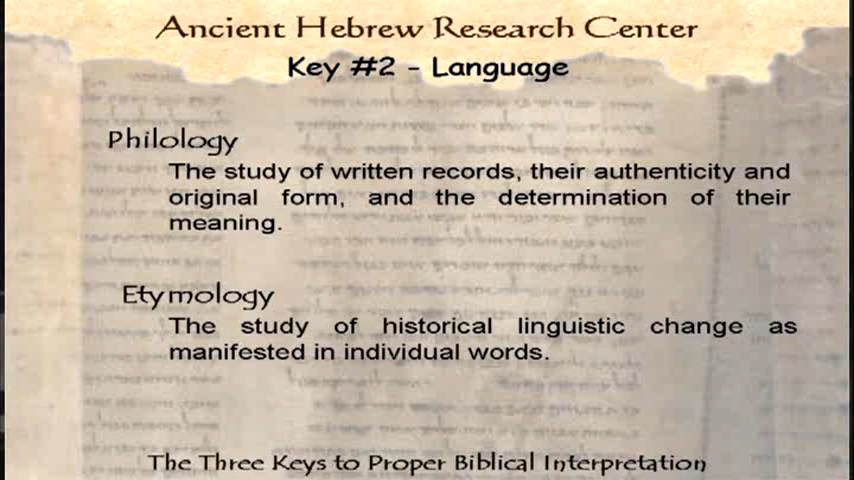 Ancient Hebrew Research Center
Key #2 - Language
Philology
The study of written records, their authenticity and
original form, and the determination of their
meaning.
Etymology
The study of historical linguistic change as
manifested in individual words.
The Three Keys to Proper Biblical Interpretation